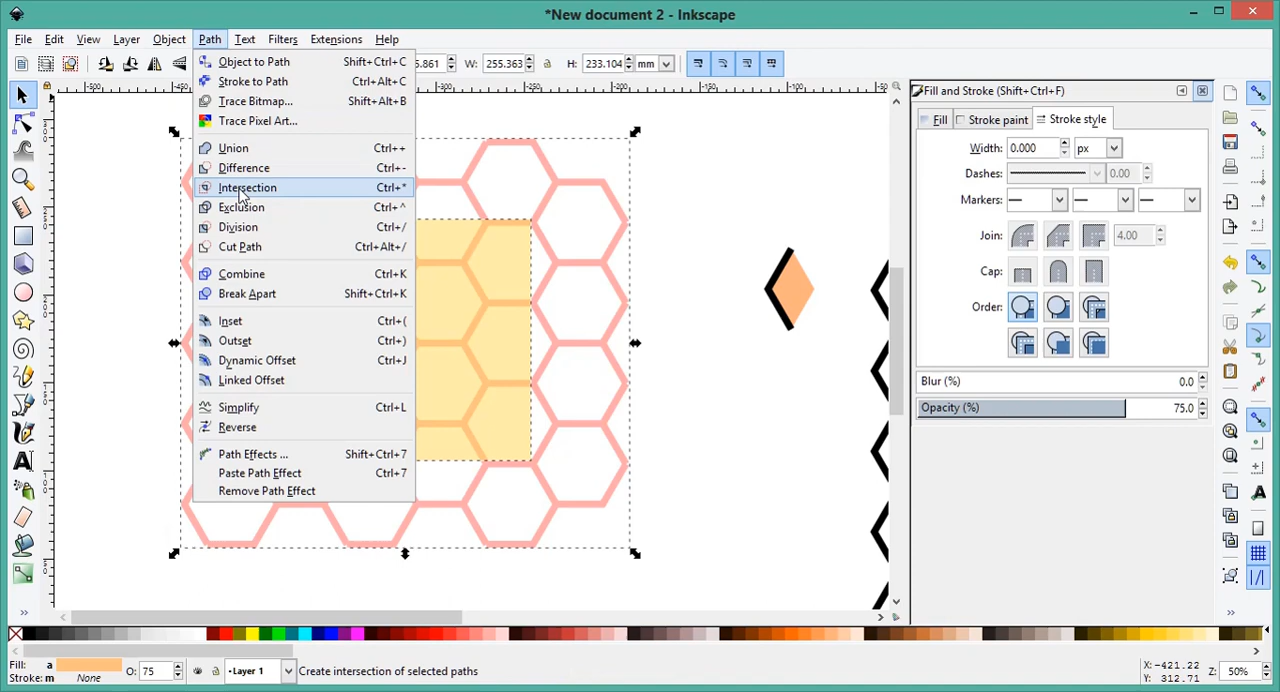 *New document 2 - Inkscape
File Edit View Layer Object Path Text Filters Extensions Help
5.861 W: 255.363 H: 233.104 mm
Object to Path Shift+Ctrl+C
Stroke to Path Ctrl+Alt+C
Trace Bitmap... Shift+Alt+B
Trace Pixel Art...
Union Ctrl++
Difference Ctrl+-
Intersection Ctrl+*
Exclusion Ctrl+^
Division Ctrl+/
Cut Path Ctrl+Alt+/
Combine Ctrl+K
Break Apart Shift+Ctrl+K
Inset Ctrl+(
Outset Ctrl+)
Dynamic Offset Ctrl+J
Linked Offset
Simplify Ctrl+L
Reverse
Path Effects ... Shift+Ctrl+7
Paste Path Effect Ctrl+7
Remove Path Effect
Fill and Stroke (Shift+Ctrl+F)
Fill Stroke paint Stroke style
Width: 0.000 px
Dashes: 0.00
Markers:
Join: 4.00
Cap:
Order:
Blur (%) 0.0
Opacity (%) 75.0
Fill: a
Stroke: m None
O: 75
Layer 1
Create intersection of selected paths
X: -421.22
Y: 312.71
Z: 50%